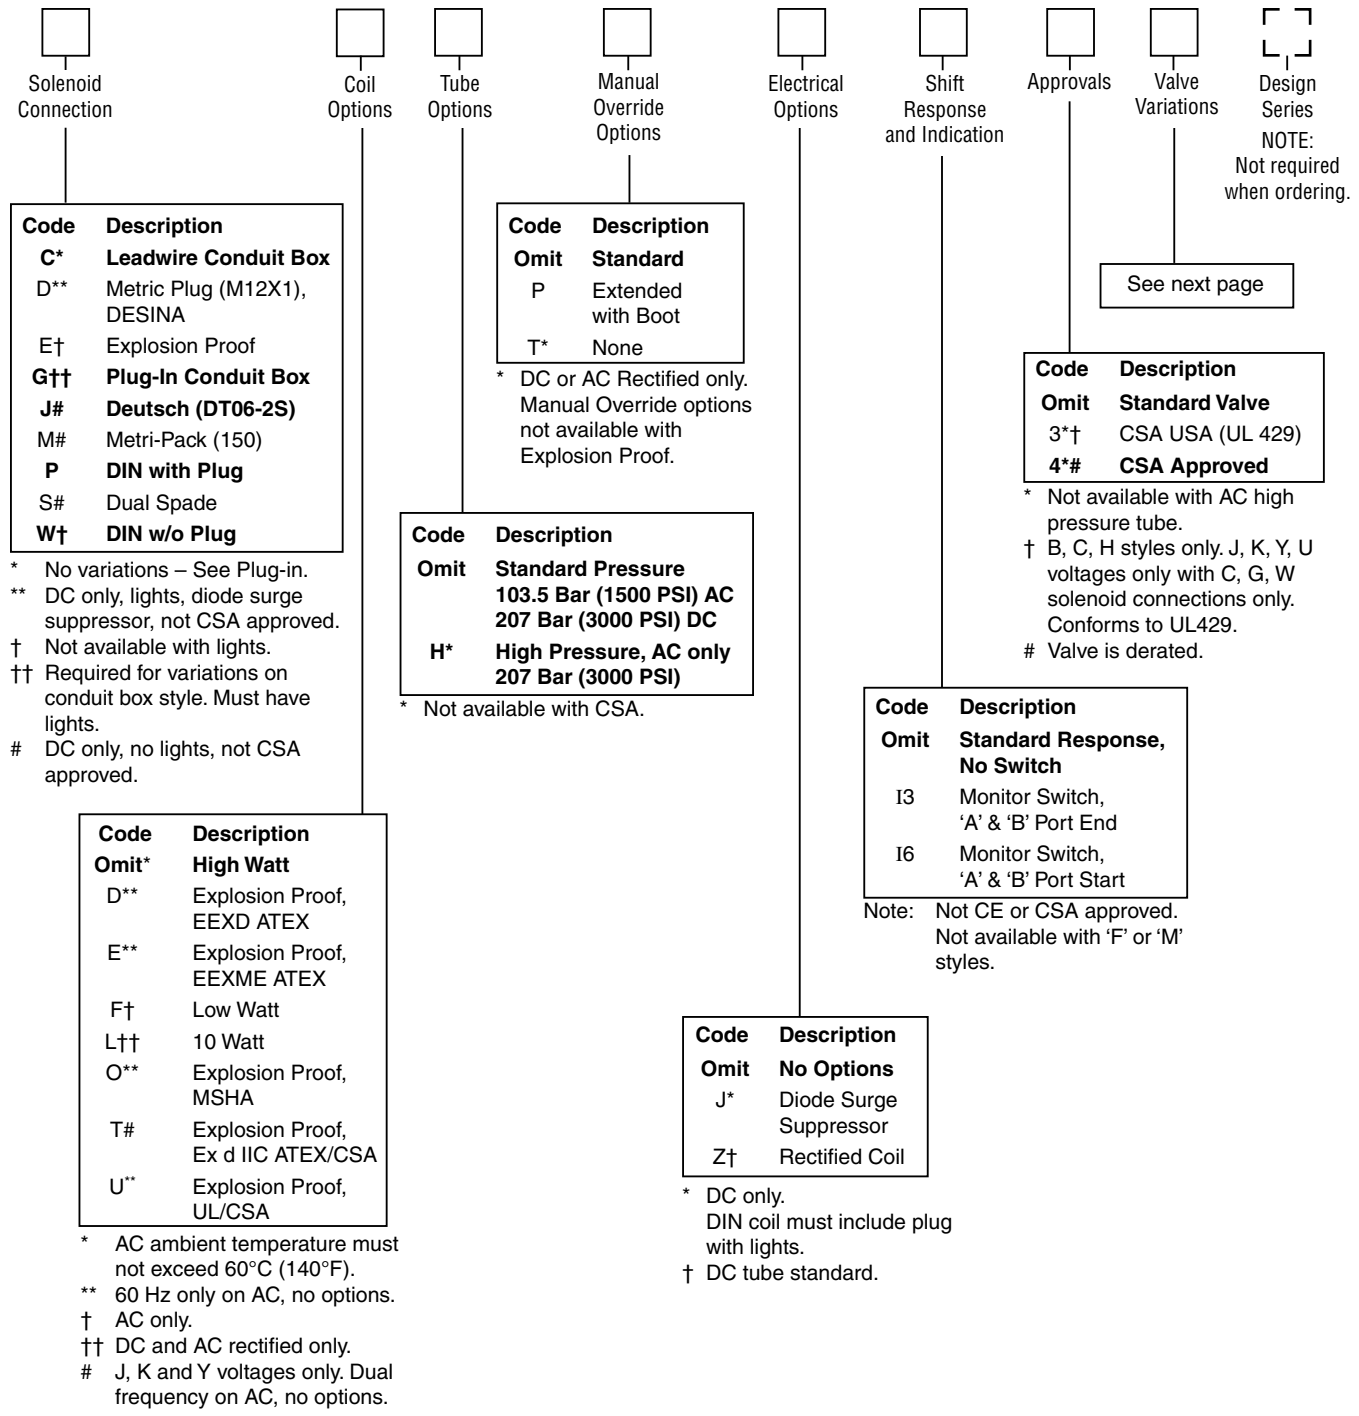 Solenoid
Connection
Coil
Options
Tube
Options
Manual
Override
Options
Electrical
Options
Shift
Response
and Indication
Approvals
Valve
Variations
Design
Series
NOTE:
Not required
when ordering.
Code Description
C* Leadwire Conduit Box
D** Metric Plug (M12X1),
DESINA
E† Explosion Proof
G†† Plug-In Conduit Box
J# Deutsch (DT06-2S)
M# Metri-Pack (150)
P DIN with Plug
S# Dual Spade
W† DIN w/o Plug
* No variations – See Plug-in.
** DC only, lights, diode surge
suppressor, not CSA approved.
† Not available with lights.
†† Required for variations on
conduit box style. Must have
lights.
# DC only, no lights, not CSA
approved.
Code Description
Omit* High Watt
D** Explosion Proof,
EEXD ATEX
E** Explosion Proof,
EEXME ATEX
F† Low Watt
L†† 10 Watt
O** Explosion Proof,
MSHA
T# Explosion Proof,
Ex d IIC ATEX/CSA
U** Explosion Proof,
UL/CSA
* AC ambient temperature must
not exceed 60°C (140°F).
** 60 Hz only on AC, no options.
† AC only.
†† DC and AC rectified only.
# J, K and Y voltages only. Dual
frequency on AC, no options.
Code Description
Omit Standard Pressure
103.5 Bar (1500 PSI) AC
207 Bar (3000 PSI) DC
H* High Pressure, AC only
207 Bar (3000 PSI)
* Not available with CSA.
Code Description
Omit Standard
P Extended
with Boot
T* None
* DC or AC Rectified only.
Manual Override options
not available with
Explosion Proof.
Code Description
Omit No Options
J* Diode Surge
Suppressor
Z† Rectified Coil
* DC only.
DIN coil must include plug
with lights.
† DC tube standard.
Code Description
Omit Standard Response,
No Switch
I3 Monitor Switch,
‘A’ & ‘B’ Port End
I6 Monitor Switch,
‘A’ & ‘B’ Port Start
Note: Not CE or CSA approved.
Not available with ‘F’ or ‘M’
styles.
Code Description
Omit Standard Valve
3*† CSA USA (UL 429)
4*# CSA Approved
* Not available with AC high
pressure tube.
† B, C, H styles only. J, K, Y, U
voltages only with C, G, W
solenoid connections only.
Conforms to UL429.
# Valve is derated.
See next page